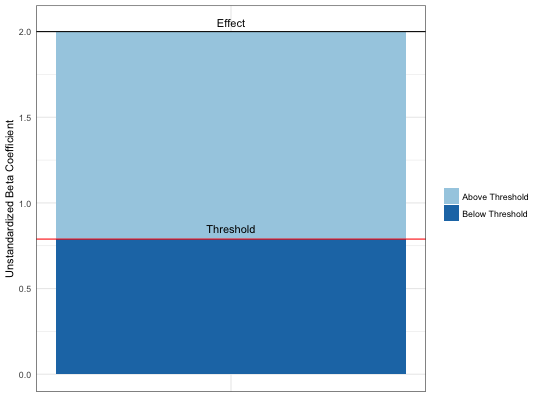 Effect
2.0
1.5
1.0
0.5
0.0
Unstandardized Beta Coefficient
Threshold
Above Threshold
Below Threshold